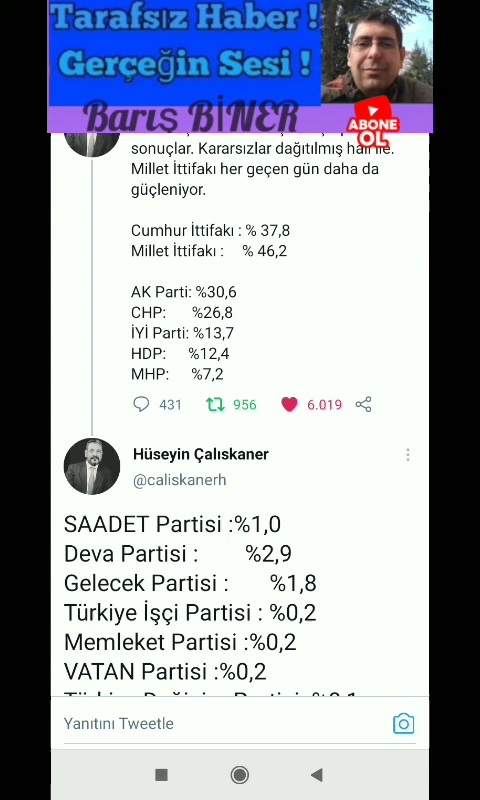 Tarafsız Haber !
Gerçeğin Sesi !
Barış BİNER
ABONE
OL
sonuçlar. Kararsızlar dağıtılmış hali ile.
Millet İttifakı her geçen gün daha da
güçleniyor.
Cumhur İttifakı : % 37,8
Millet İttifakı : % 46,2
AK Parti: %30,6
CHP: %26,8
İYİ Parti: %13,7
HDP: %12,4
MHP: %7,2
431 956 6.019
Hüseyin Çalıskaner
@caliskanerh
SAADET Partisi :%1,0
Deva Partisi : %2,9
Gelecek Partisi : %1,8
Türkiye İşçi Partisi : %0,2
Memleket Partisi :%0,2
VATAN Partisi :%0,2
Yanıtını Tweetle